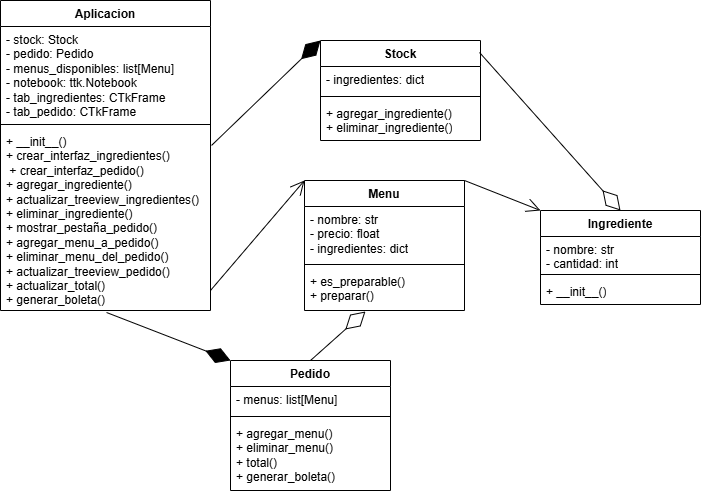 Aplicacion
- stock: Stock
- pedido: Pedido
- menus_disponibles: list[Menu]
- notebook: ttk.Notebook
- tab_ingredientes: CTkFrame
- tab_pedido: CTkFrame
+ __init__()
+ crear_interfaz_ingredientes()
+ crear_interfaz_pedido()
+ agregar_ingrediente()
+ actualizar_treeview_ingredientes()
+ eliminar_ingrediente()
+ mostrar_pestaña_pedido()
+ agregar_menu_a_pedido()
+ eliminar_menu_del_pedido()
+ actualizar_treeview_pedido()
+ actualizar_total()
+ generar_boleta()
Stock
- ingredientes: dict
+ agregar_ingrediente()
+ eliminar_ingrediente()
Menu
- nombre: str
- precio: float
- ingredientes: dict
+ es_preparable()
+ preparar()
Ingrediente
- nombre: str
- cantidad: int
+ __init__()
Pedido
- menus: list[Menu]
+ agregar_menu()
+ eliminar_menu()
+ total()
+ generar_boleta()